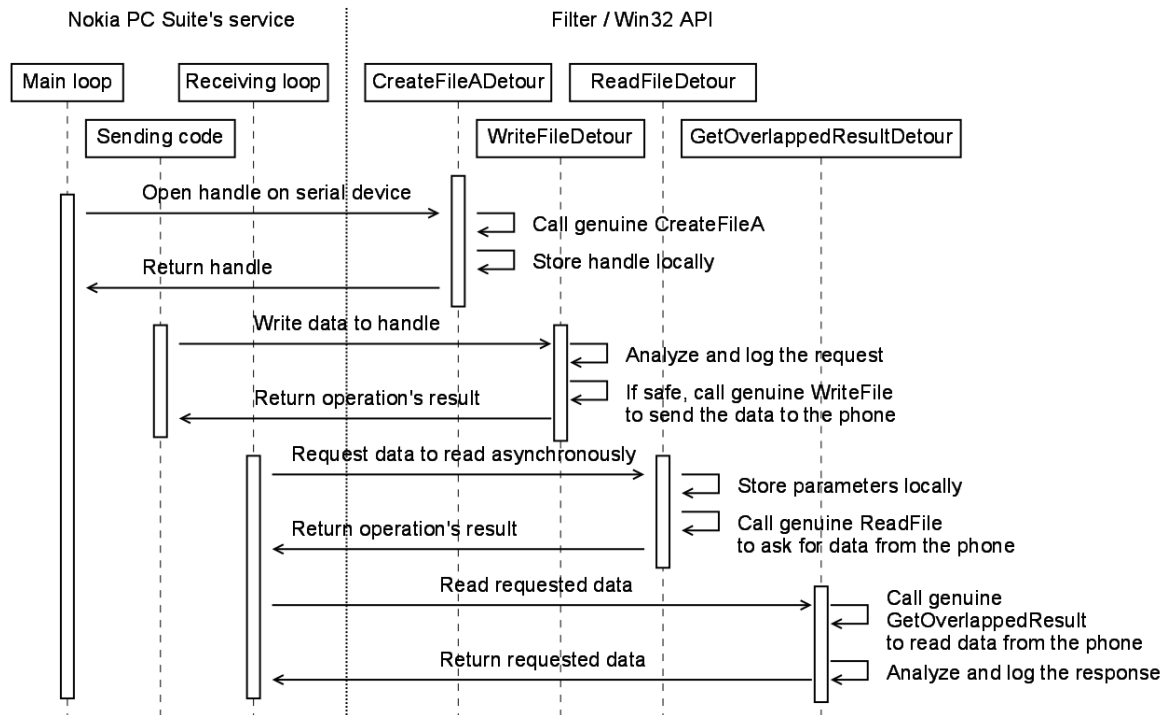 Nokia PC Suite's service
Filter / Win32 API
Main loop
Receiving loop
CreateFileADetour
ReadFileDetour
Sending code
WriteFileDetour
GetOverlappedResultDetour
Open handle on serial device
Call genuine CreateFileA
Store handle locally
Return handle
Write data to handle
Analyze and log the request
If safe, call genuine WriteFile
to send the data to the phone
Return operation's result
Request data to read asynchronously
Store parameters locally
Call genuine ReadFile
to ask for data from the phone
Return operation's result
Read requested data
Call genuine
GetOverlappedResult
to read data from the phone
Return requested data
Analyze and log the response